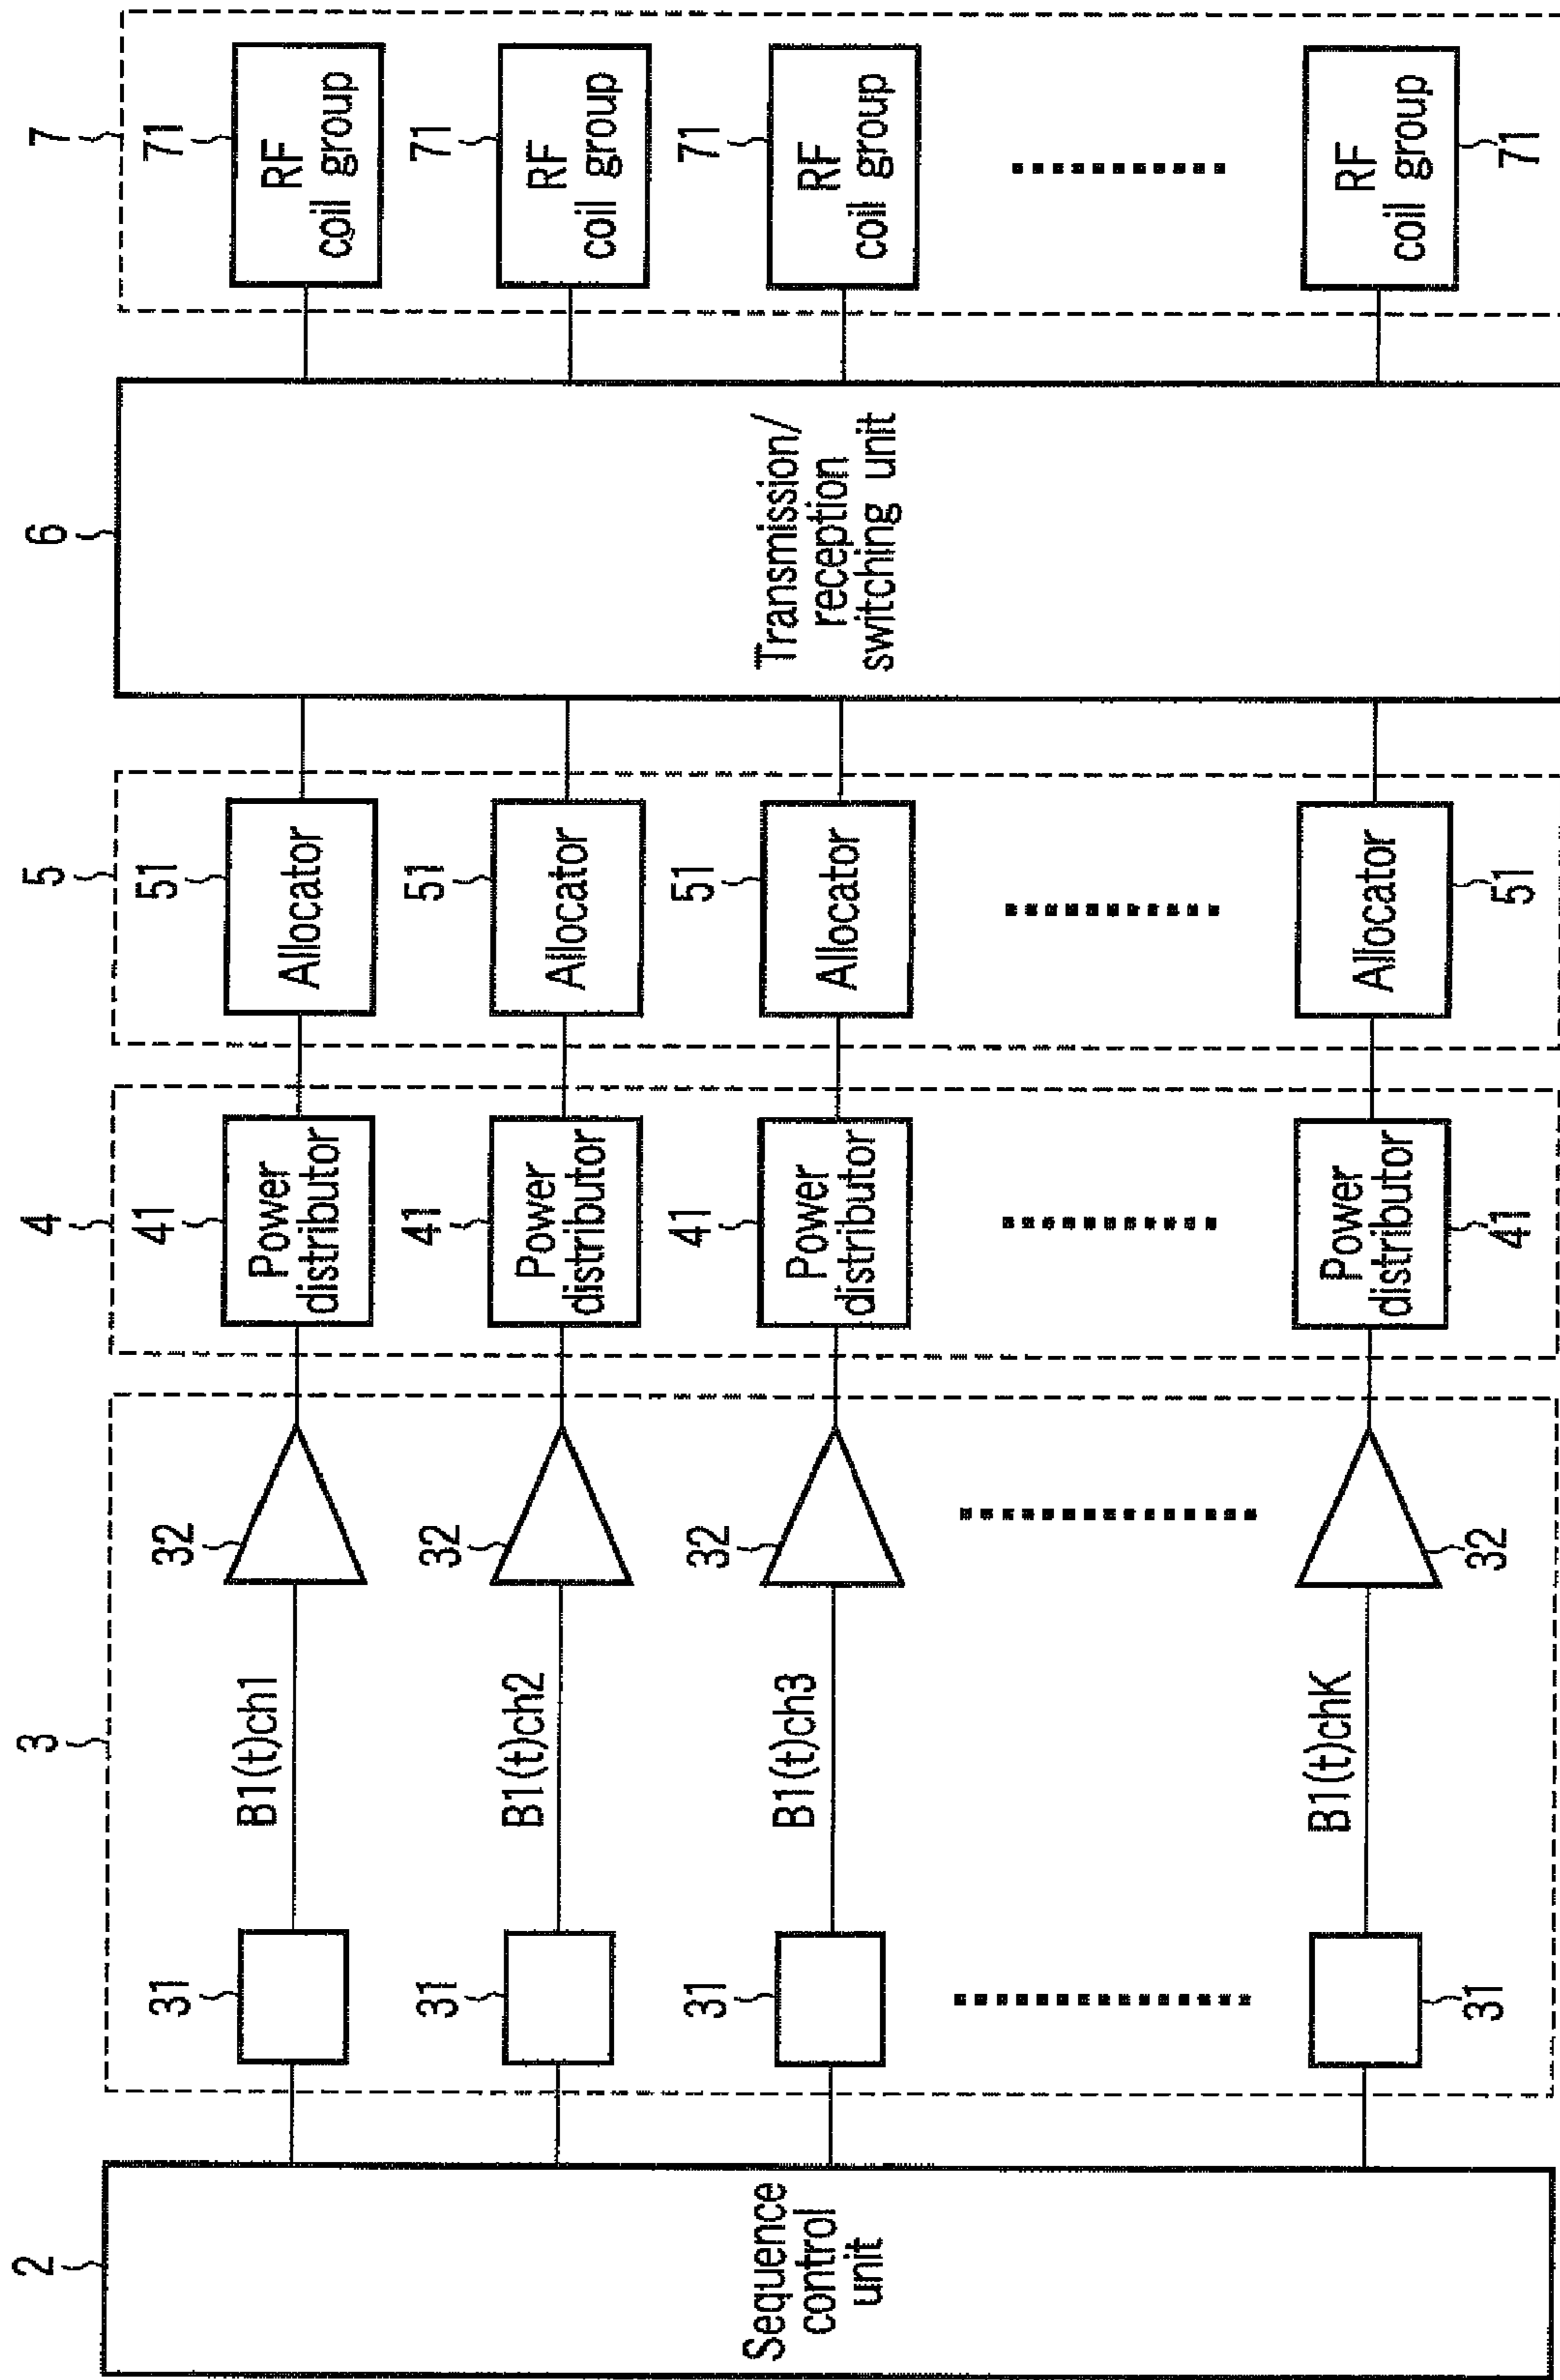 2
Sequence
control
unit
3
31
B1(t)ch1
32
31
B1(t)ch2
32
31
B1(t)ch3
32
31
B1(t)chK
32
4
41
Power
distributor
41
Power
distributor
41
Power
distributor
41
Power
distributor
5
51
Allocator
51
Allocator
51
Allocator
51
Allocator
6
Transmission/
reception
switching unit
7
71
RF
coil group
71
RF
coil group
71
RF
coil group
71
RF
coil group